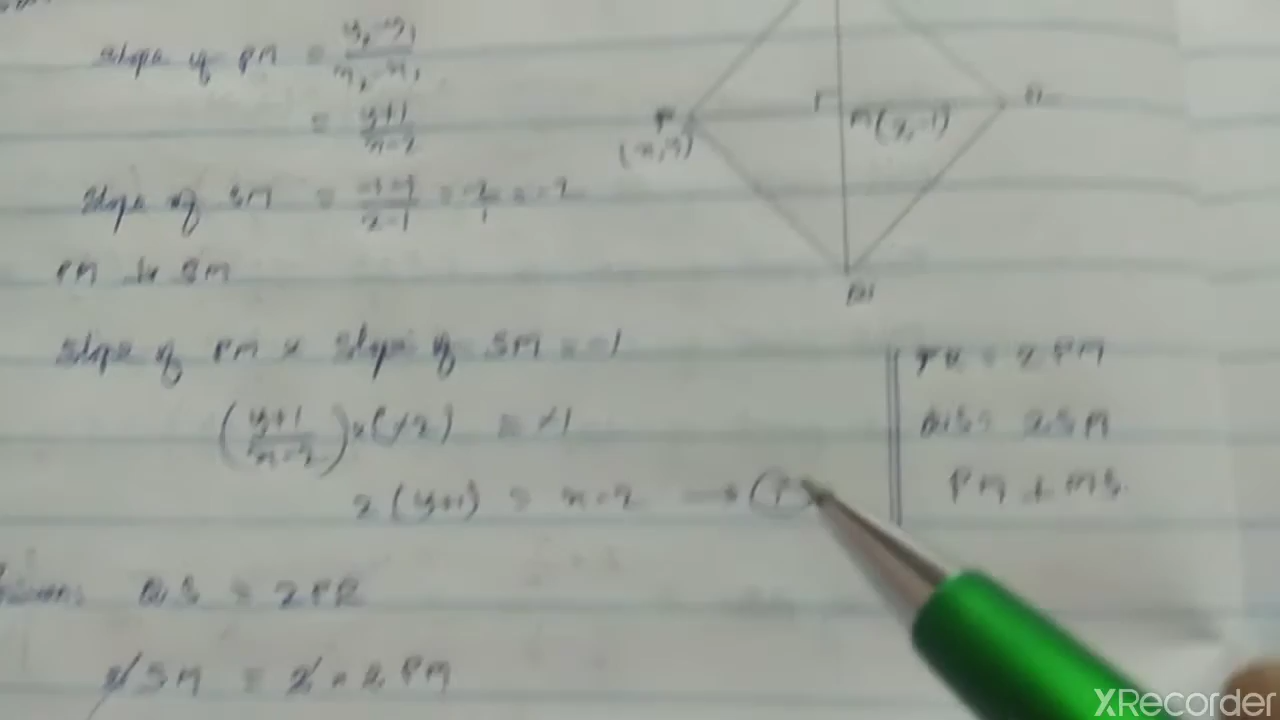 Slope of PM = y₂-y₁ / x₂-x₁
= y+1 / x-2
Slope of SM = -1-1 / 2-1 = -2/1 = -2
PM ⊥r SM
Slope of PM × Slope of SM = -1
(y+1 / x-2) × (-2) = -1
2(y+1) = x-2 → (1)
Given: QS = 2PR
2SM = 2×2PM
P
(x,y)
M(2,-1)
R
PR = 2PM
QS = 2SM
PM ⊥ MS.
XRecorder